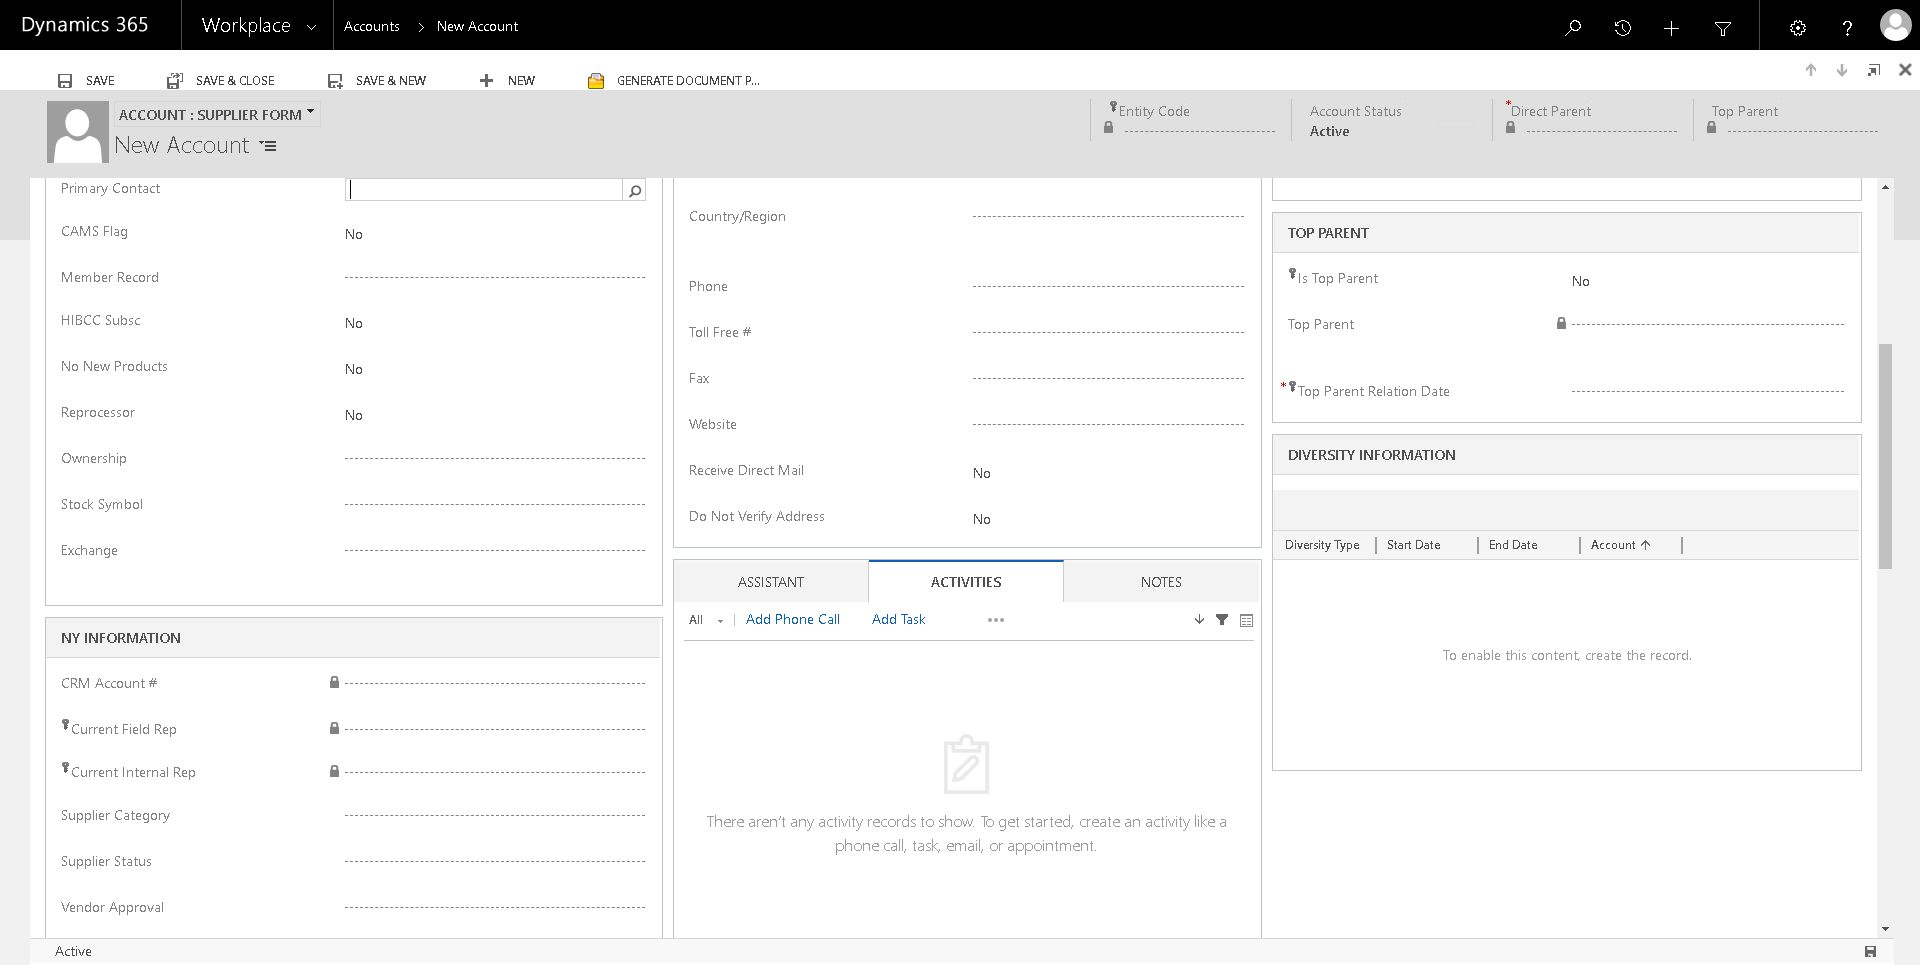 Dynamics 365
Workplace
Accounts > New Account
?
SAVE
SAVE & CLOSE
SAVE & NEW
NEW
GENERATE DOCUMENT P...
ACCOUNT : SUPPLIER FORM
New Account
Entity Code
Account Status
Active
*Direct Parent
Top Parent
Primary Contact
CAMS Flag
No
Member Record
HIBCC Subsc
No
No New Products
No
Reprocessor
No
Ownership
Stock Symbol
Exchange
NY INFORMATION
CRM Account #
Current Field Rep
Current Internal Rep
Supplier Category
Supplier Status
Vendor Approval
Country/Region
Phone
Toll Free #
Fax
Website
Receive Direct Mail
No
Do Not Verify Address
No
ASSISTANT
ACTIVITIES
NOTES
All
Add Phone Call
Add Task
There aren't any activity records to show. To get started, create an activity like a
phone call, task, email, or appointment.
TOP PARENT
Is Top Parent
No
Top Parent
*Top Parent Relation Date
DIVERSITY INFORMATION
Diversity Type
Start Date
End Date
Account
To enable this content, create the record.
Active